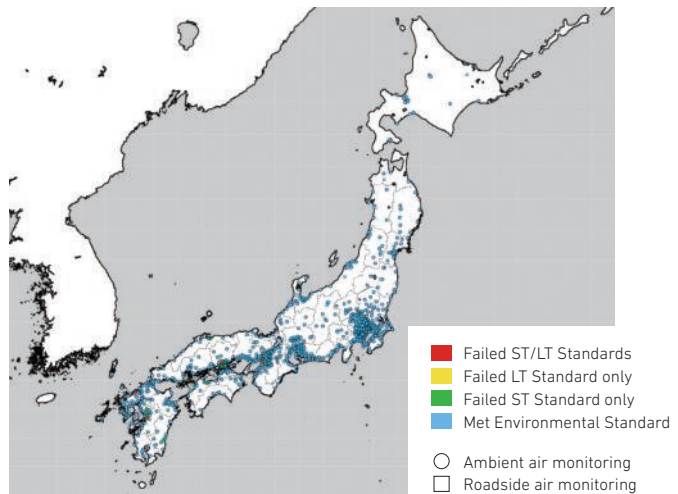 Failed ST/LT Standards
Failed LT Standard only
Failed ST Standard only
Met Environmental Standard
Ambient air monitoring
Roadside air monitoring